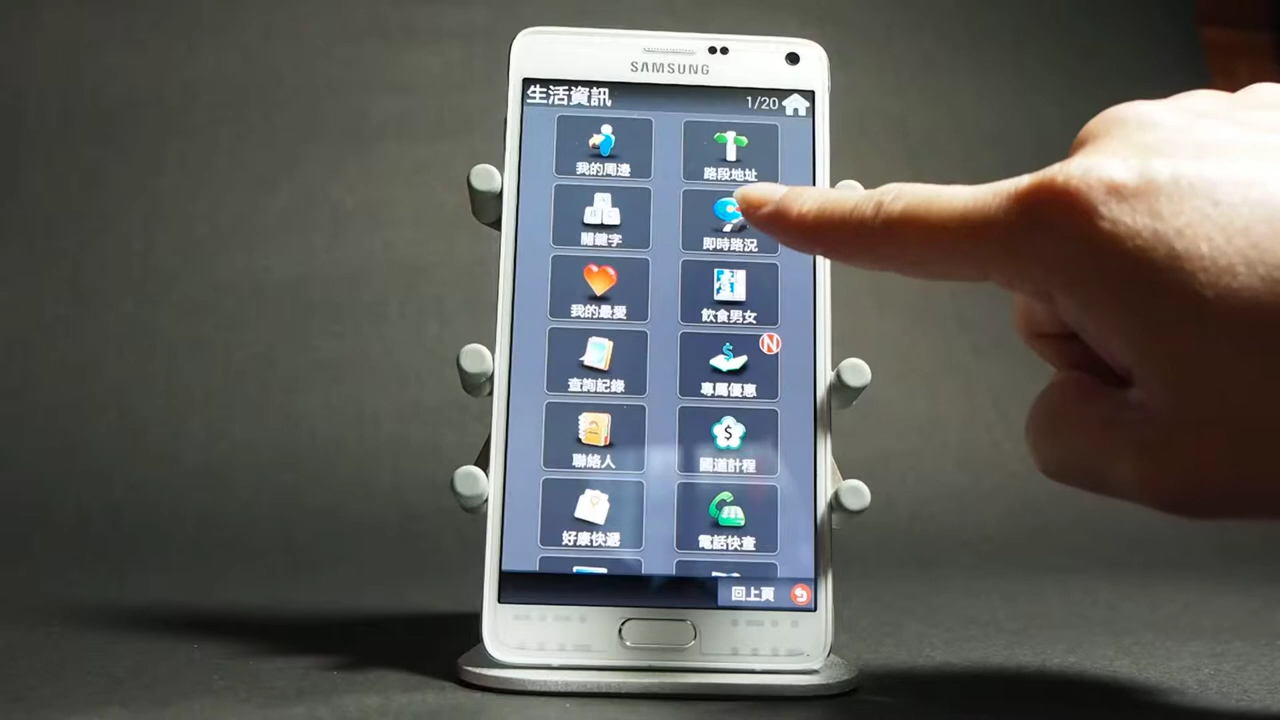 SAMSUNG
生活資訊
1/20
我的周邊
路段地址
A
B C
關鍵字
即時路況
我的最愛
飲食男女
N
查詢記錄
$
專屬優惠
聯絡人
$
國道計程
好康快遞
電話快查
回上頁